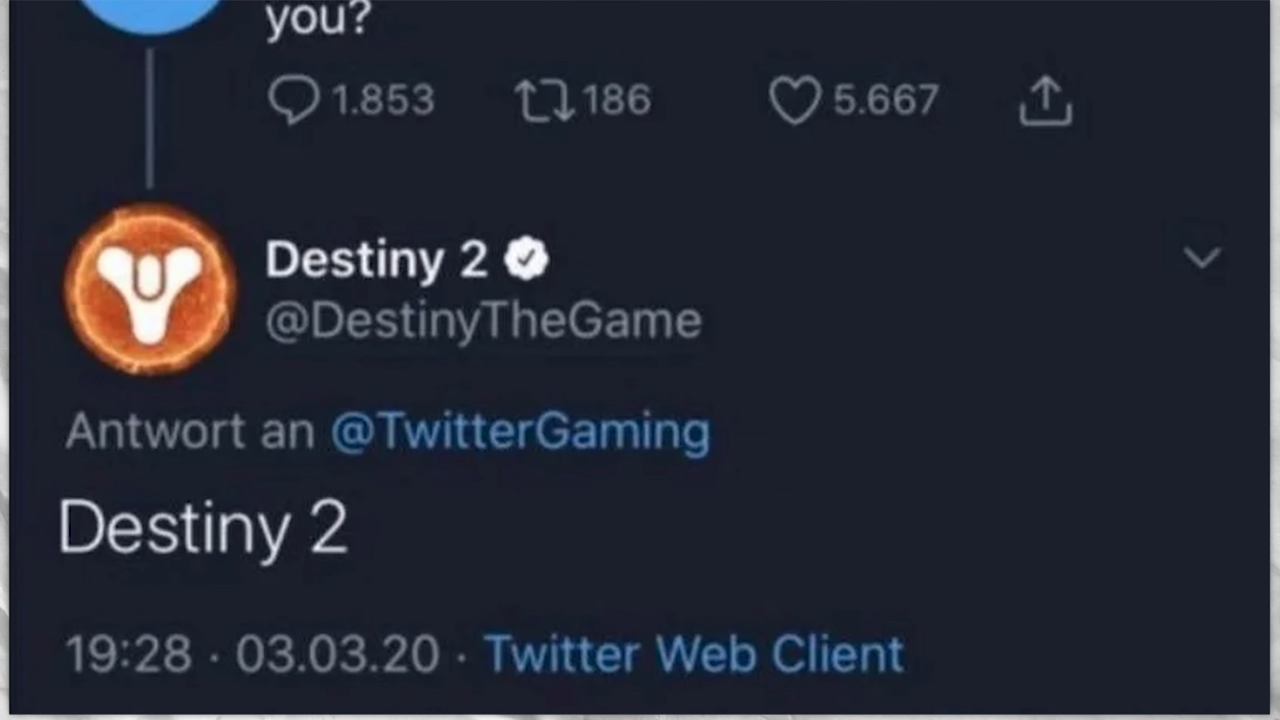 you?
1.853 186 5.667
Destiny 2
@DestinyTheGame
Antwort an @TwitterGaming
Destiny 2
19:28 · 03.03.20 · Twitter Web Client